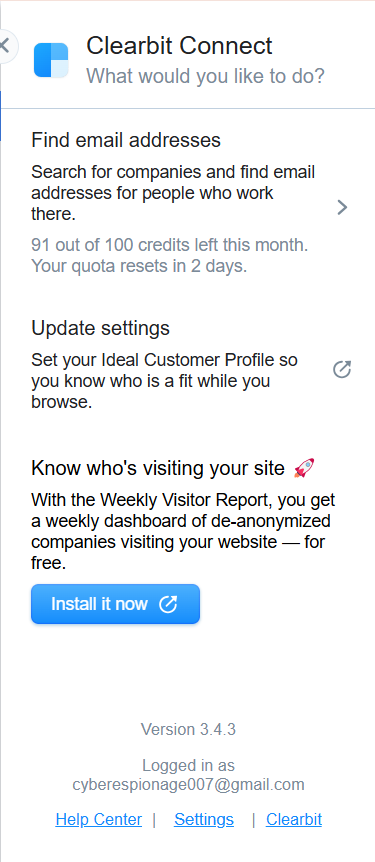 Clearbit Connect
What would you like to do?
Find email addresses
Search for companies and find email
addresses for people who work
there.
91 out of 100 credits left this month.
Your quota resets in 2 days.
Update settings
Set your Ideal Customer Profile so
you know who is a fit while you
browse.
Know who's visiting your site 🚀
With the Weekly Visitor Report, you get
a weekly dashboard of de-anonymized
companies visiting your website — for
free.
Install it now
Version 3.4.3
Logged in as
cyberespionage007@gmail.com
Help Center | Settings | Clearbit